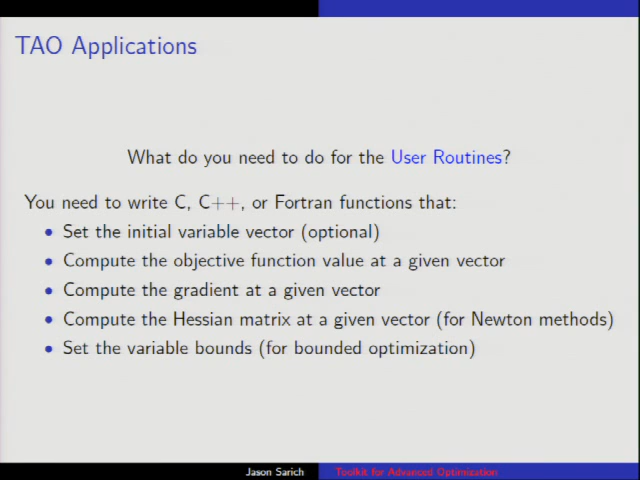 TAO Applications
What do you need to do for the User Routines?
You need to write C, C++, or Fortran functions that:
• Set the initial variable vector (optional)
• Compute the objective function value at a given vector
• Compute the gradient at a given vector
• Compute the Hessian matrix at a given vector (for Newton methods)
• Set the variable bounds (for bounded optimization)
Jason Sarich Toolkit for Advanced Optimization